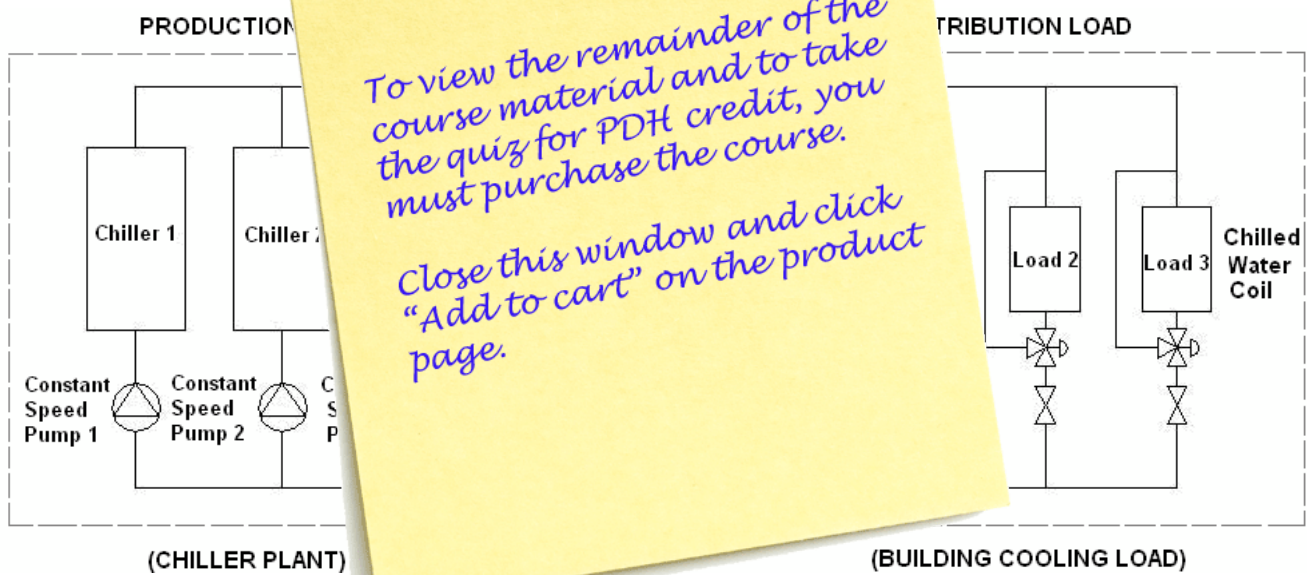 PRODUCTION
TRIBUTION LOAD
To view the remainder of the
course material and to take
the quiz for PDH credit, you
must purchase the course.
Close this window and click
“Add to cart” on the product
page.
Chiller 1
Chiller
Load 2
Load 3
Chilled
Water
Coil
Constant
Speed
Pump 1
Constant
Speed
Pump 2
C
S
P
(CHILLER PLANT)
(BUILDING COOLING LOAD)